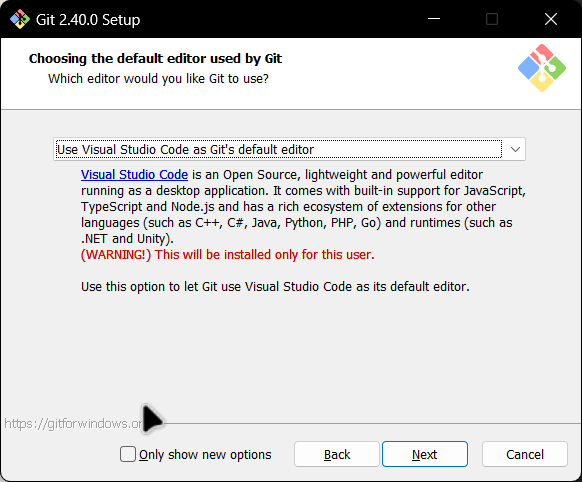 Git 2.40.0 Setup
Choosing the default editor used by Git
Which editor would you like Git to use?
Use Visual Studio Code as Git's default editor
Visual Studio Code is an Open Source, lightweight and powerful editor
running as a desktop application. It comes with built-in support for JavaScript,
TypeScript and Node.js and has a rich ecosystem of extensions for other
languages (such as C++, C#, Java, Python, PHP, Go) and runtimes (such as
.NET and Unity).
(WARNING!) This will be installed only for this user.
Use this option to let Git use Visual Studio Code as its default editor.
Only show new options
Back
Next
Cancel